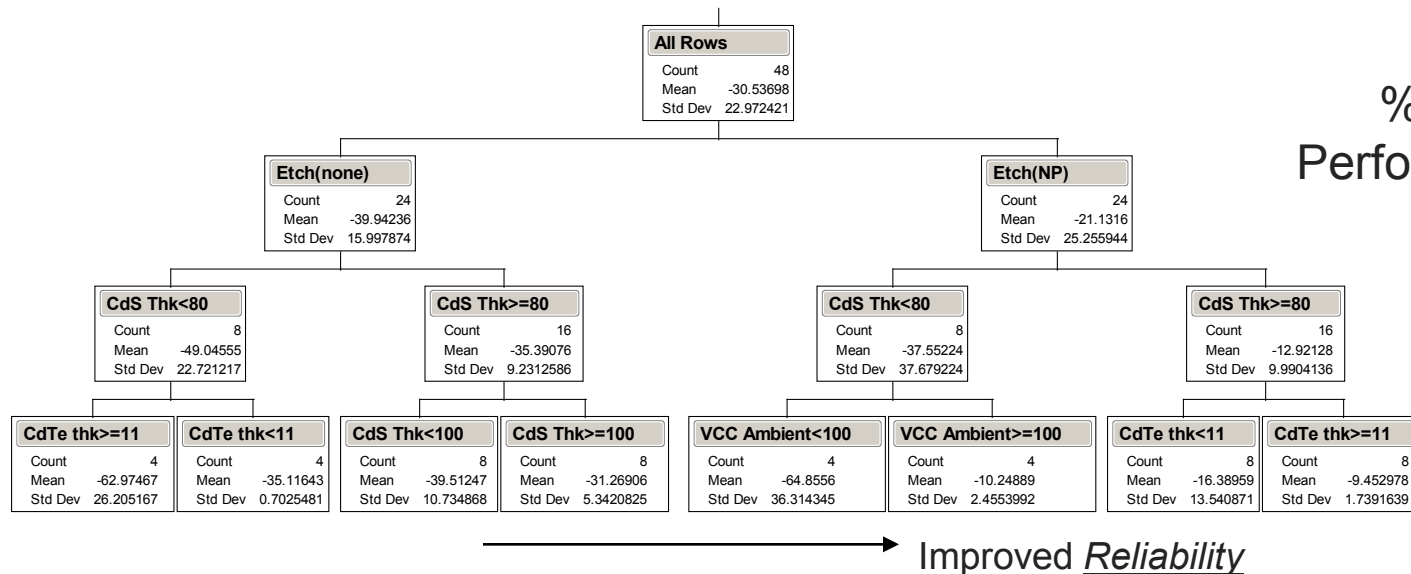 All Rows
Count 48
Mean -30.53698
Std Dev 22.972421
%
Perfo
Etch(none)
Count 24
Mean -39.94236
Std Dev 15.997874
Etch(NP)
Count 24
Mean -21.1316
Std Dev 25.255944
CdS Thk<80
Count 8
Mean -49.04555
Std Dev 22.721217
CdS Thk>=80
Count 16
Mean -35.39076
Std Dev 9.2312586
CdS Thk<80
Count 8
Mean -37.55224
Std Dev 37.679224
CdS Thk>=80
Count 16
Mean -12.92128
Std Dev 9.9904136
CdTe thk>=11
Count 4
Mean -62.97467
Std Dev 26.205167
CdTe thk<11
Count 4
Mean -35.11643
Std Dev 0.7025481
CdS Thk<100
Count 8
Mean -39.51247
Std Dev 10.734868
CdS Thk>=100
Count 8
Mean -31.26906
Std Dev 5.3420825
VCC Ambient<100
Count 4
Mean -64.8556
Std Dev 36.314345
VCC Ambient>=100
Count 4
Mean -10.24889
Std Dev 2.4553992
CdTe thk<11
Count 8
Mean -16.38959
Std Dev 13.540871
CdTe thk>=11
Count 8
Mean -9.452978
Std Dev 1.7391639
Improved Reliability